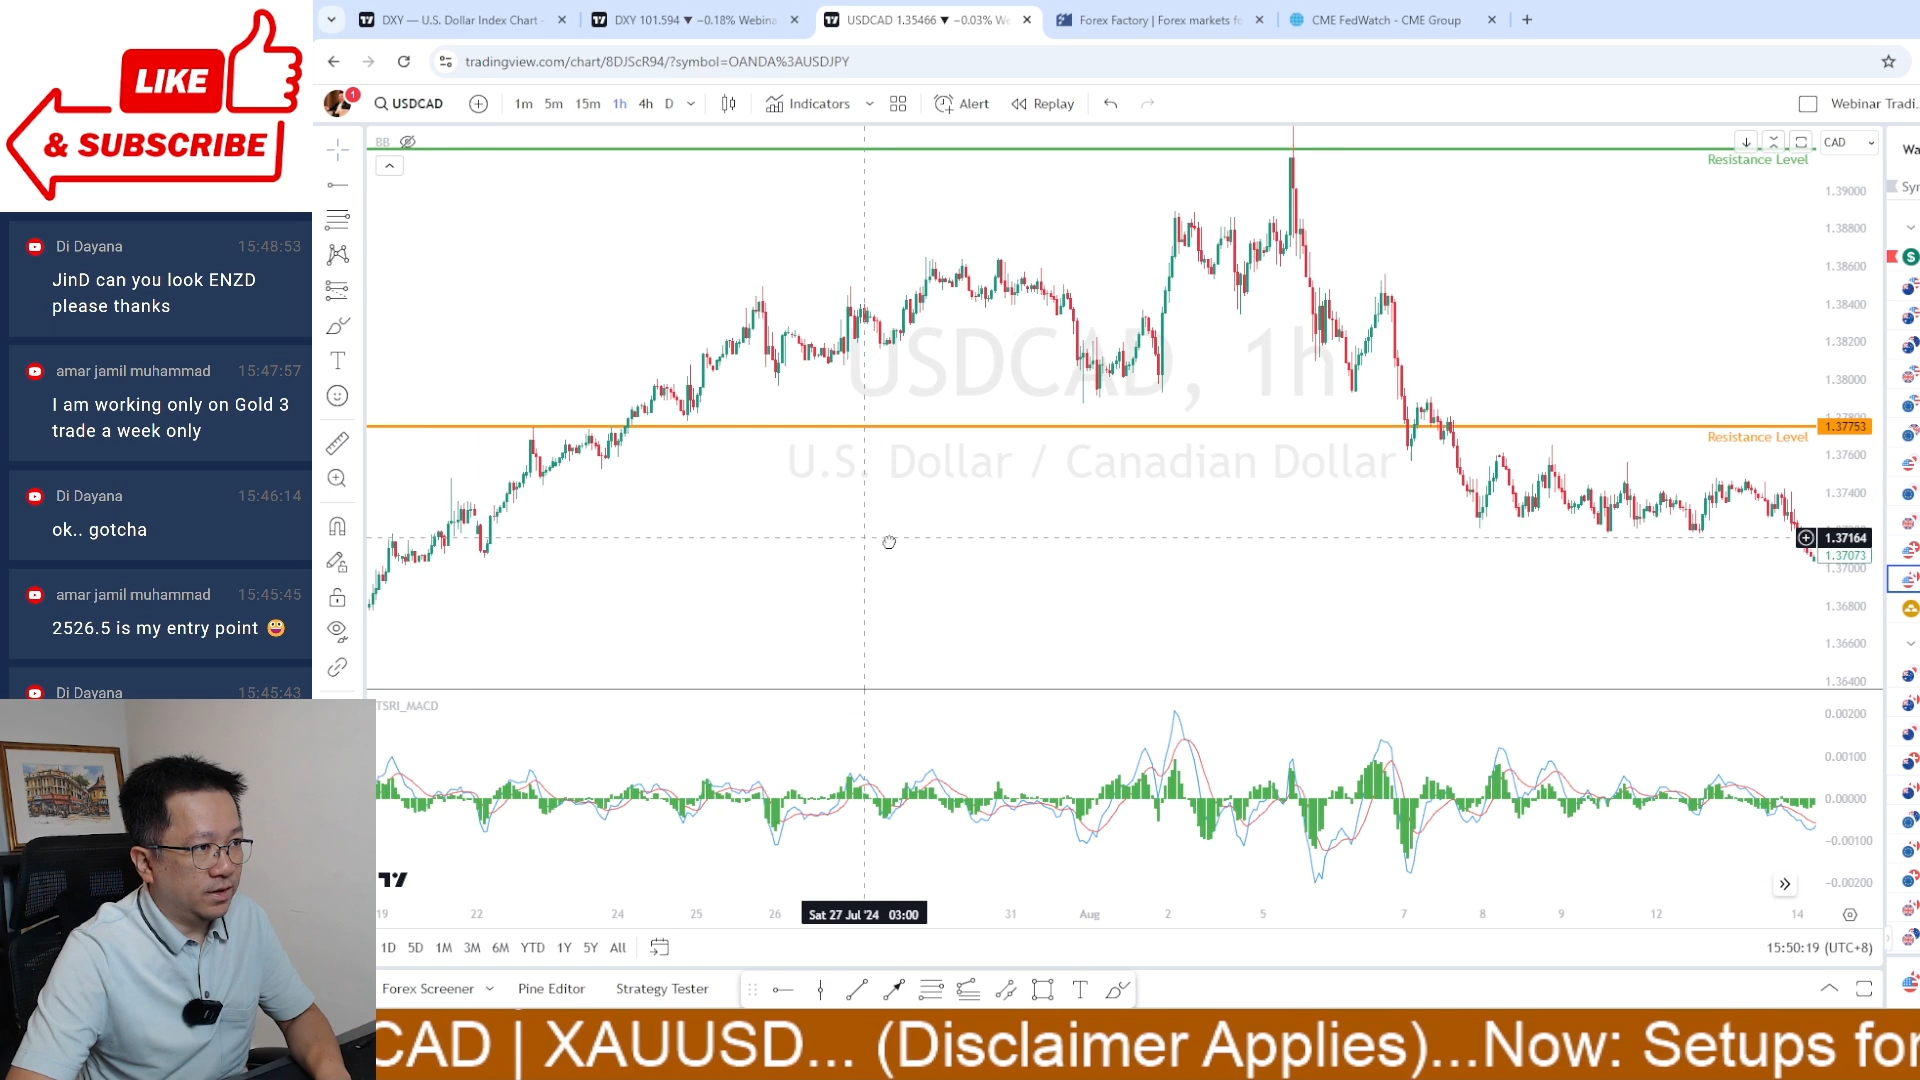 LIKE
& SUBSCRIBE
Di Dayana 15:48:53
JinD can you look ENZD
please thanks
amar jamil muhammad 15:47:57
I am working only on Gold 3
trade a week only
Di Dayana 15:46:14
ok.. gotcha
amar jamil muhammad 15:45:45
2526.5 is my entry point
Di Dayana 15:45:43
DXY — U.S. Dollar Index Chart
DXY 101.594 ▼ −0.18% Webina
USDCAD 1.35466 ▼ −0.03% We
Forex Factory | Forex markets fo
CME FedWatch - CME Group
tradingview.com/chart/8DJScR94/?symbol=OANDA%3AUSDJPY
1
USDCAD 1m 5m 15m 1h 4h D Indicators Alert Replay Webinar Tradi...
BB
CAD
Wa
Resistance Level
Sy
1.39000
1.38800
1.38600
1.38400
1.38200
1.38000
1.37800
1.37753
Resistance Level
1.37600
1.37400
1.37164
1.37073
1.37000
1.36800
1.36600
1.36400
USDCAD, 1h
U.S. Dollar / Canadian Dollar
TSRI_MACD
0.00200
0.00100
0.00000
−0.00100
−0.00200
19 22 24 25 26 Sat 27 Jul '24 03:00 31 Aug 2 5 7 8 9 12 14
1D 5D 1M 3M 6M YTD 1Y 5Y All
15:50:19 (UTC+8)
Forex Screener Pine Editor Strategy Tester
CAD | XAUUSD... (Disclaimer Applies)...Now: Setups for